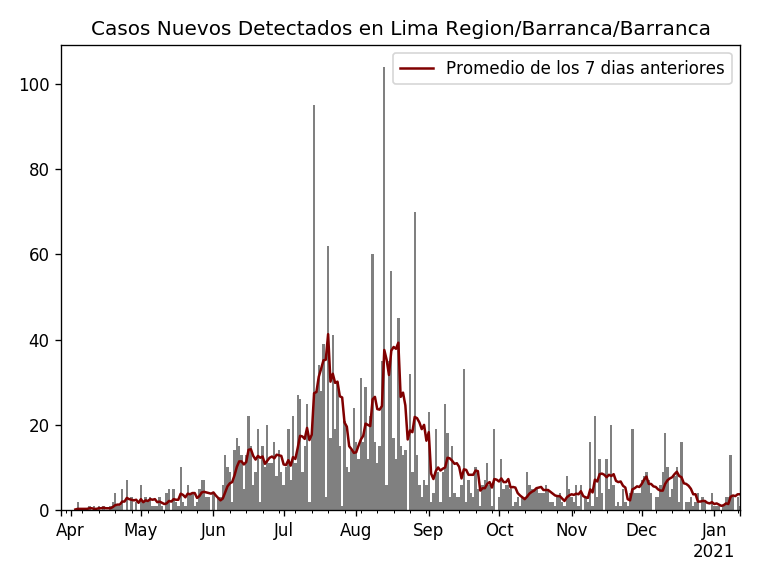 Casos Nuevos Detectados en Lima Region/Barranca/Barranca
Promedio de los 7 dias anteriores
100
80
60
40
20
0
Apr May Jun Jul Aug Sep Oct Nov Dec Jan
2021